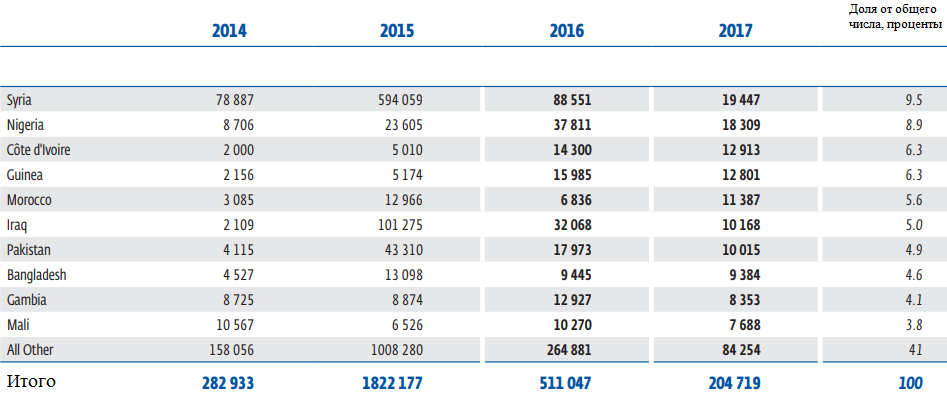 2014 2015 2016 2017 Доля от общего
числа, проценты
Syria 78 887 594 059 88 551 19 447 9.5
Nigeria 8 706 23 605 37 811 18 309 8.9
Côte d'Ivoire 2 000 5 010 14 300 12 913 6.3
Guinea 2 156 5 174 15 985 12 801 6.3
Morocco 3 085 12 966 6 836 11 387 5.6
Iraq 2 109 101 275 32 068 10 168 5.0
Pakistan 4 115 43 310 17 973 10 015 4.9
Bangladesh 4 527 13 098 9 445 9 384 4.6
Gambia 8 725 8 874 12 927 8 353 4.1
Mali 10 567 6 526 10 270 7 688 3.8
All Other 158 056 1008 280 264 881 84 254 41
Итого 282 933 1822 177 511 047 204 719 100